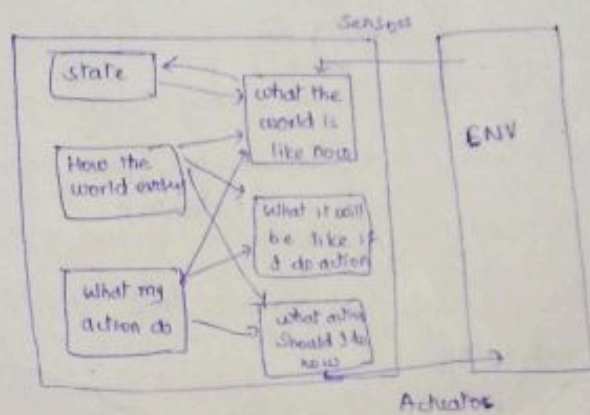 Sensors
state
what the
world is
like now
ENV
How the
world evolve
What it will
be like if
I do action
What my
action do
what action
Should I do
now
Actuators